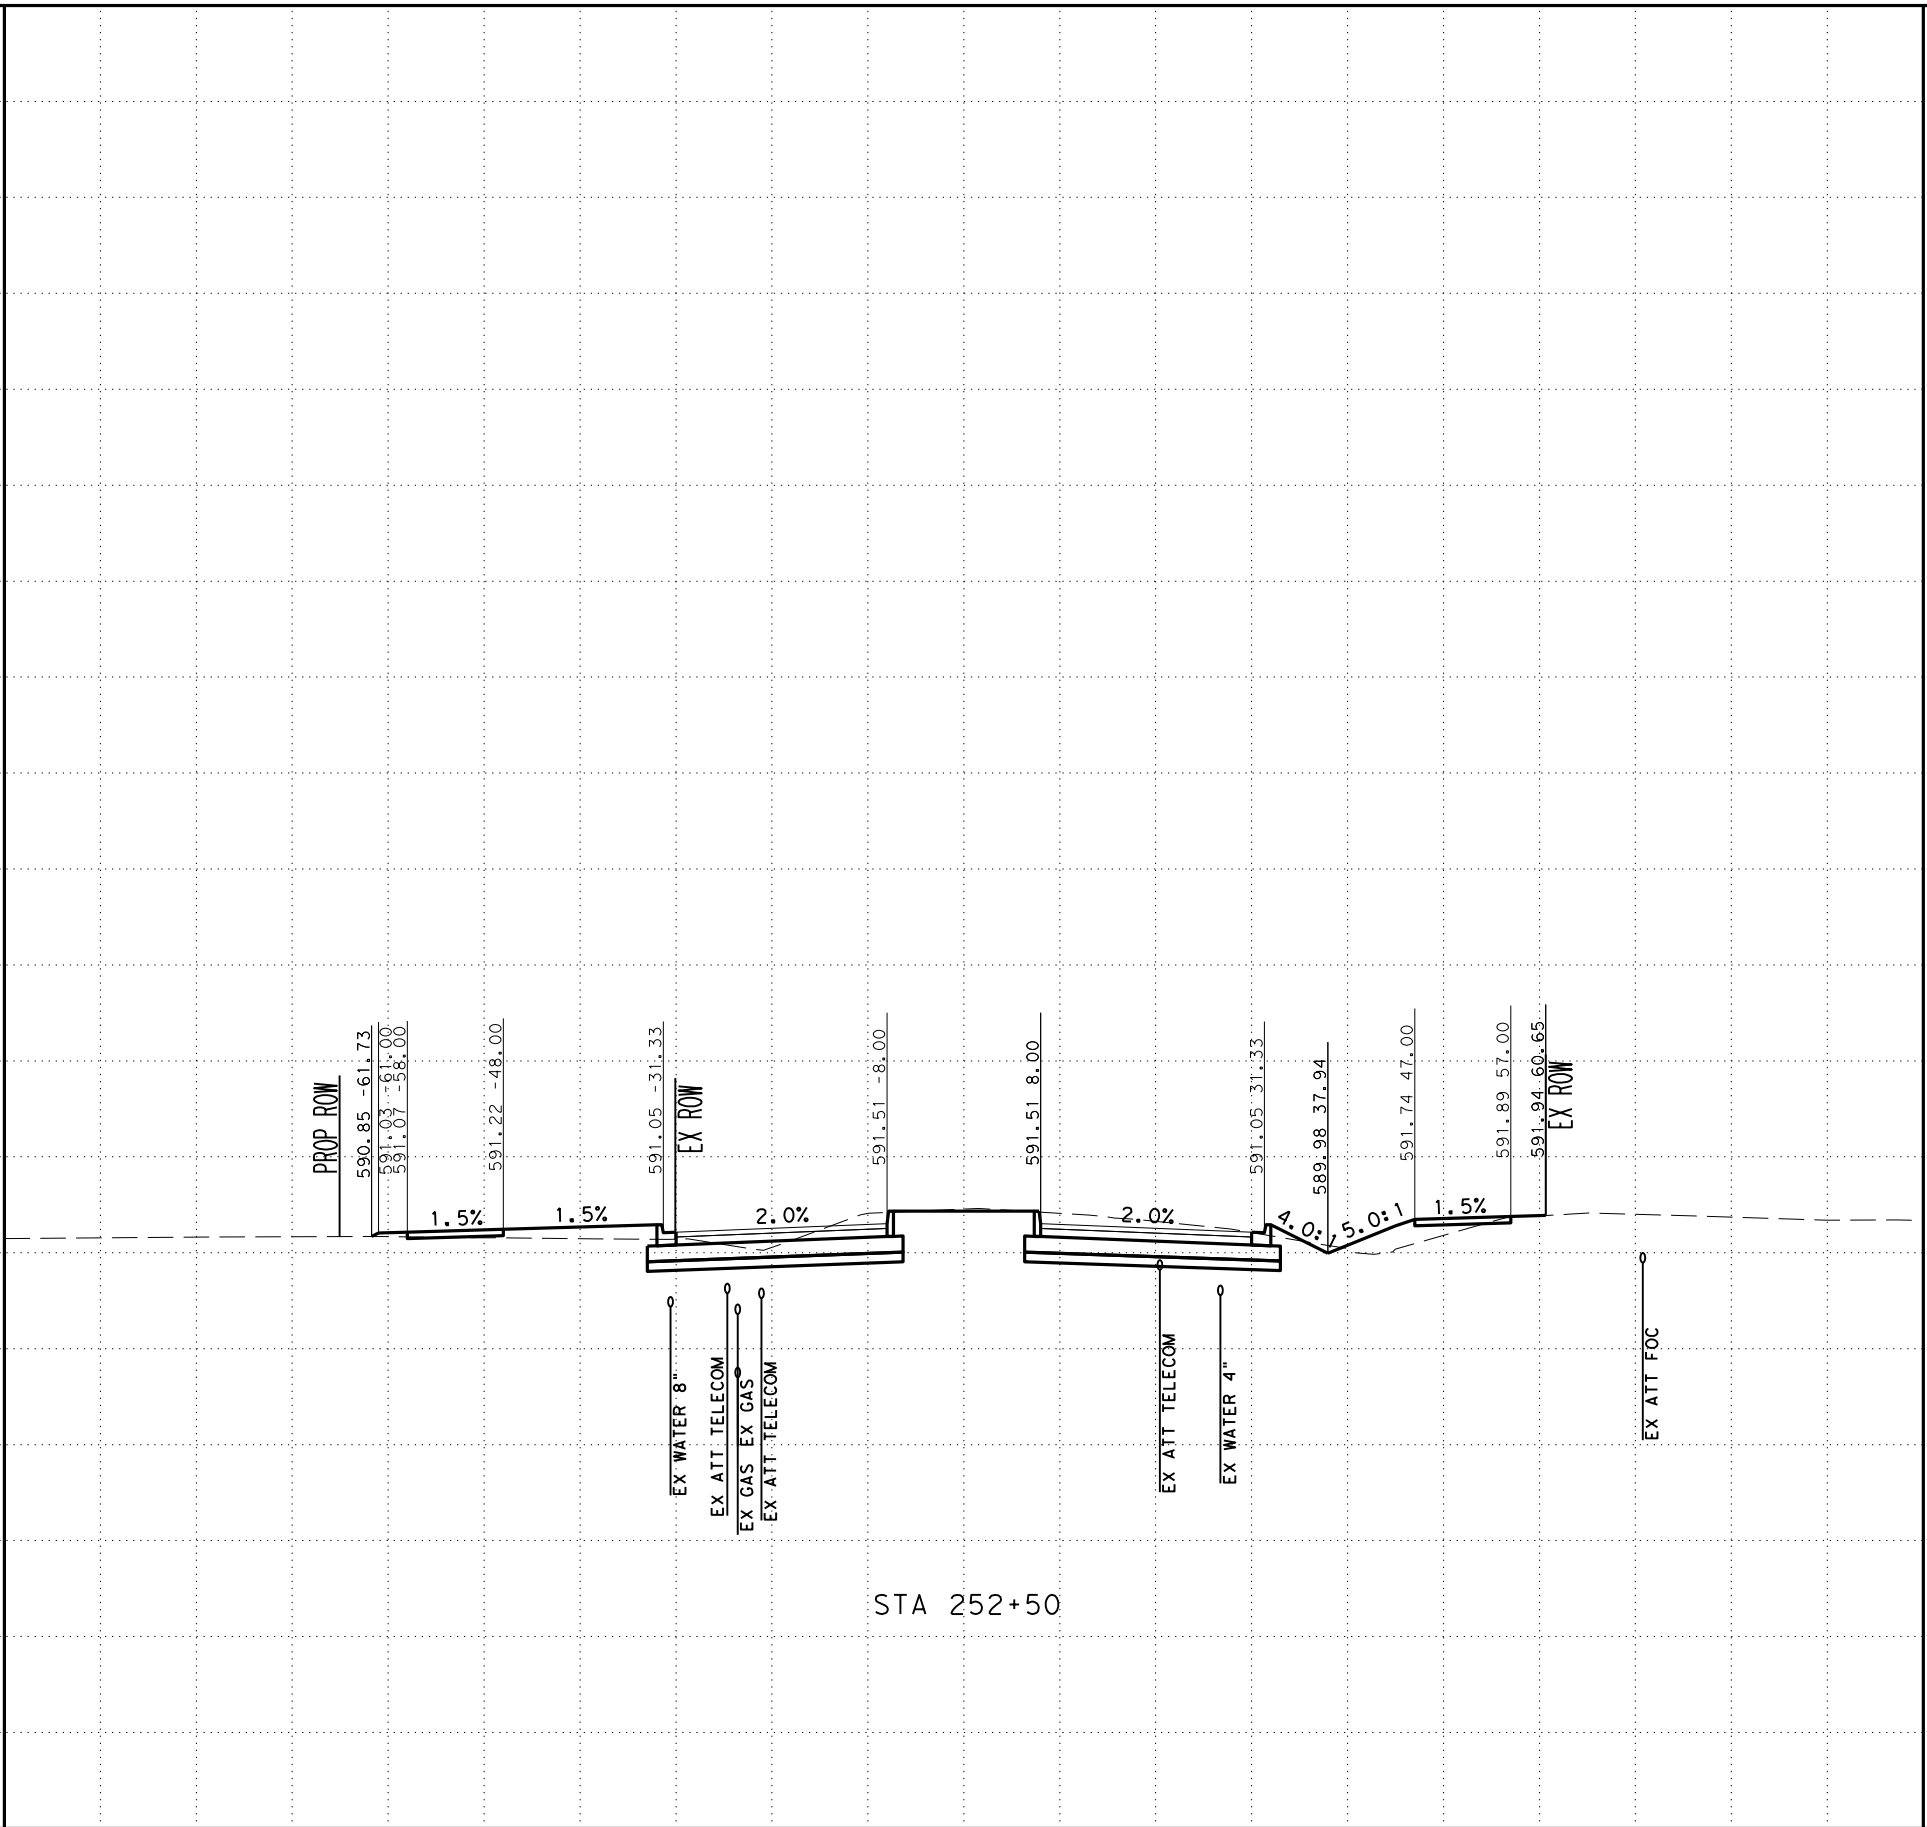 PROP ROW
590.85 -61.73
591.03 -61.00
591.07 -58.00
591.22 -48.00
591.05 -31.33
EX ROW
591.51 -8.00
591.51 8.00
591.05 31.33
589.98 37.94
591.74 47.00
591.89 57.00
591.94 60.65
EX ROW
1.5%
1.5%
2.0%
2.0%
4.0:1
5.0:1
1.5%
EX WATER 8"
EX ATT TELECOM
EX GAS EX GAS
EX ATT TELECOM
EX ATT TELECOM
EX WATER 4"
EX ATT FOC
STA 252+50